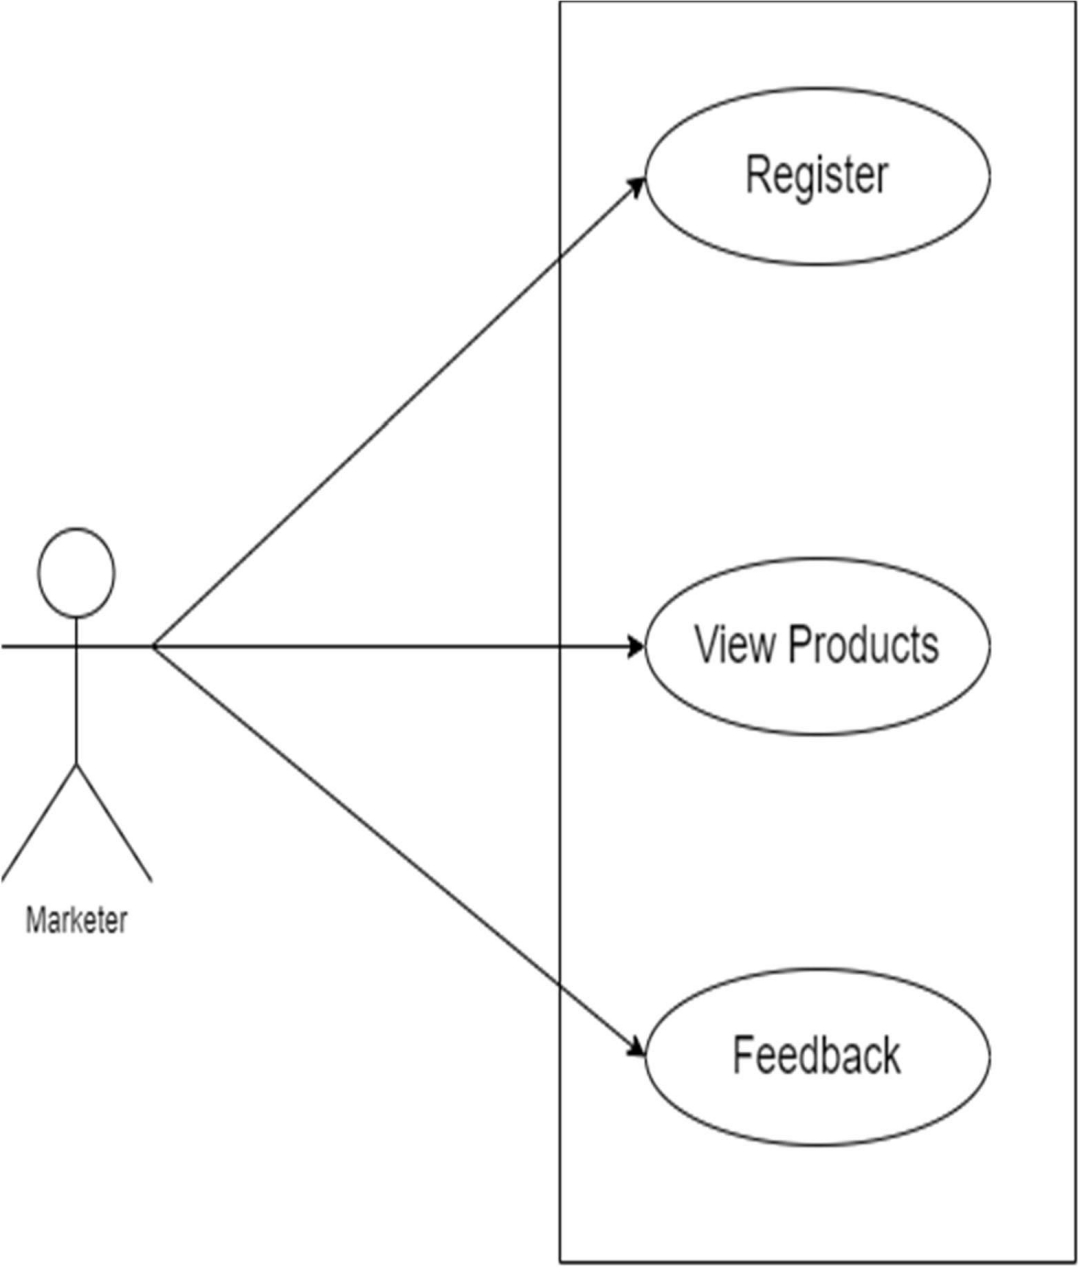 Register
View Products
Marketer
Feedback